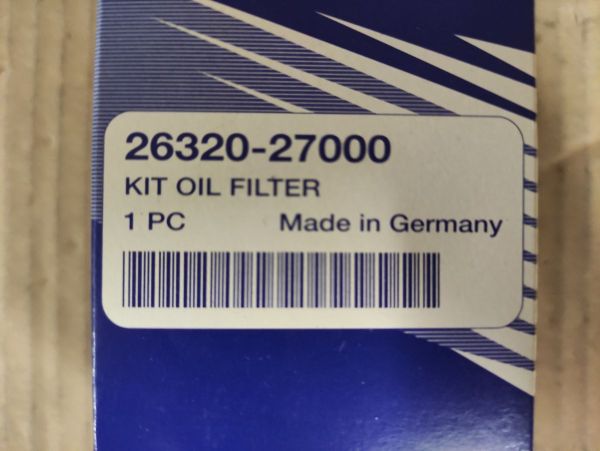 26320-27000
KIT OIL FILTER
1 PC Made in Germany